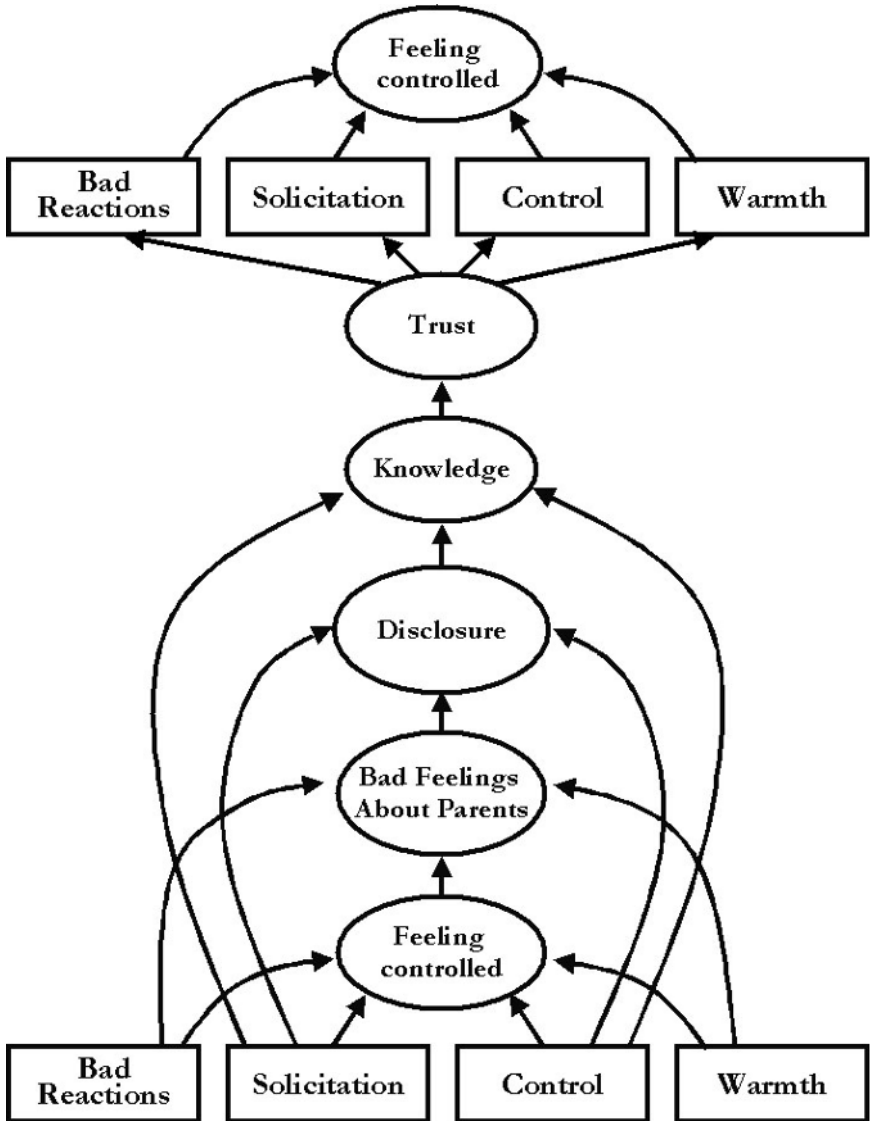 Feeling
controlled
Bad
Reactions
Solicitation
Control
Warmth
Trust
Knowledge
Disclosure
Bad Feelings
About Parents
Feeling
controlled
Bad
Reactions
Solicitation
Control
Warmth